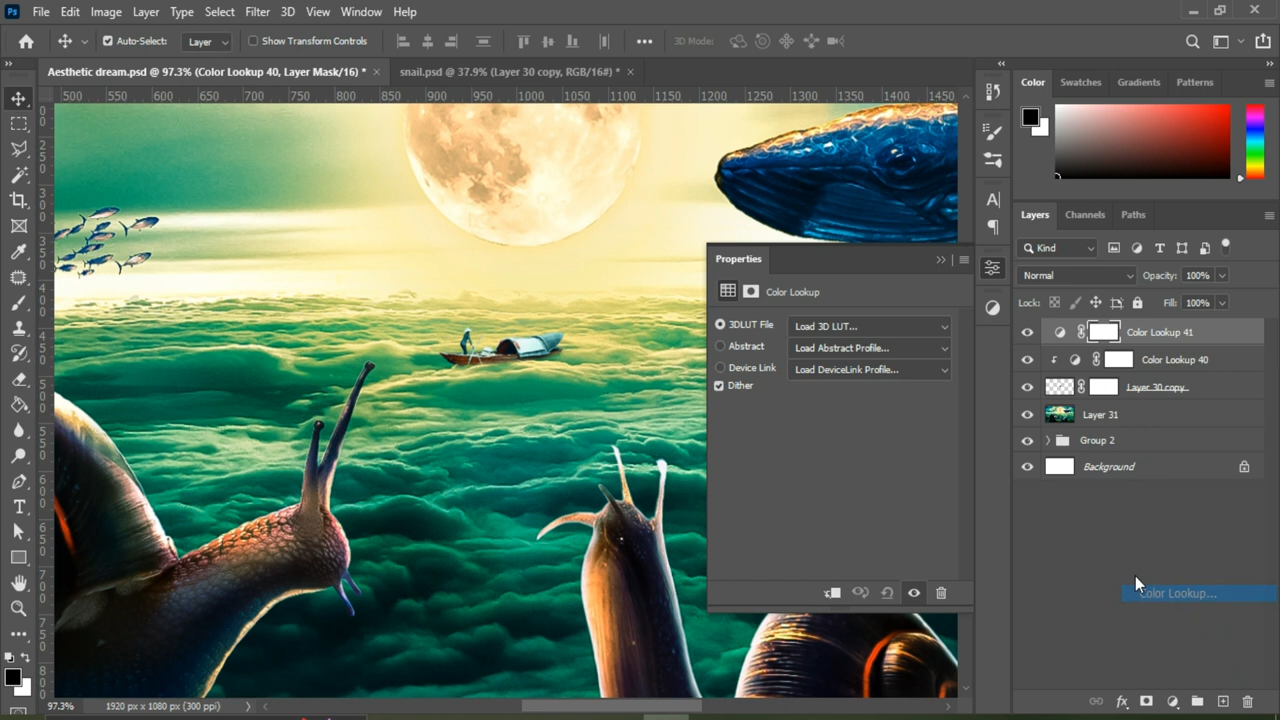 Ps File Edit Image Layer Type Select Filter 3D View Window Help
Auto-Select: Layer Show Transform Controls 3D Mode:
Aesthetic dream.psd @ 97.3% (Color Lookup 40, Layer Mask/16) * × snail.psd @ 37.9% (Layer 30 copy, RGB/16#) * ×
500 550 600 650 700 750 800 850 900 950 1000 1050 1100 1150 1200 1250 1300 1350 1400 1450
Color Swatches Gradients Patterns
Layers Channels Paths
Kind
Normal Opacity: 100%
Lock: Fill: 100%
Color Lookup 41
Color Lookup 40
Layer 30 copy
Layer 31
Group 2
Background
Properties
Color Lookup
3DLUT File Load 3D LUT...
Abstract Load Abstract Profile...
Device Link Load DeviceLink Profile...
Dither
Color Lookup...
97.3% 1920 px x 1080 px (300 ppi)